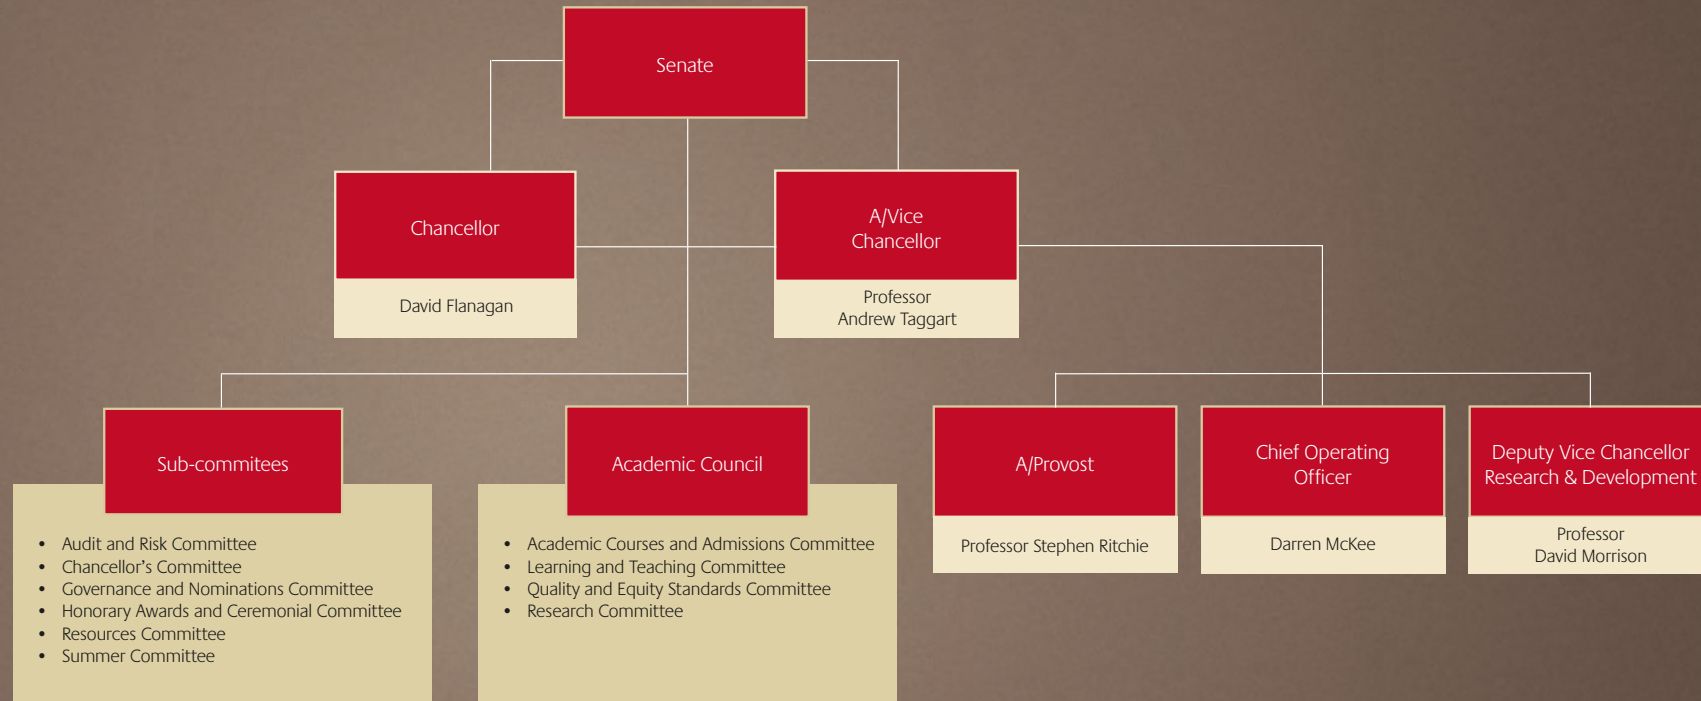 Senate
Chancellor
David Flanagan
A/Vice
Chancellor
Professor
Andrew Taggart
Sub-commitees
• Audit and Risk Committee
• Chancellor's Committee
• Governance and Nominations Committee
• Honorary Awards and Ceremonial Committee
• Resources Committee
• Summer Committee
Academic Council
• Academic Courses and Admissions Committee
• Learning and Teaching Committee
• Quality and Equity Standards Committee
• Research Committee
A/Provost
Professor Stephen Ritchie
Chief Operating
Officer
Darren McKee
Deputy Vice Chancellor
Research & Development
Professor
David Morrison